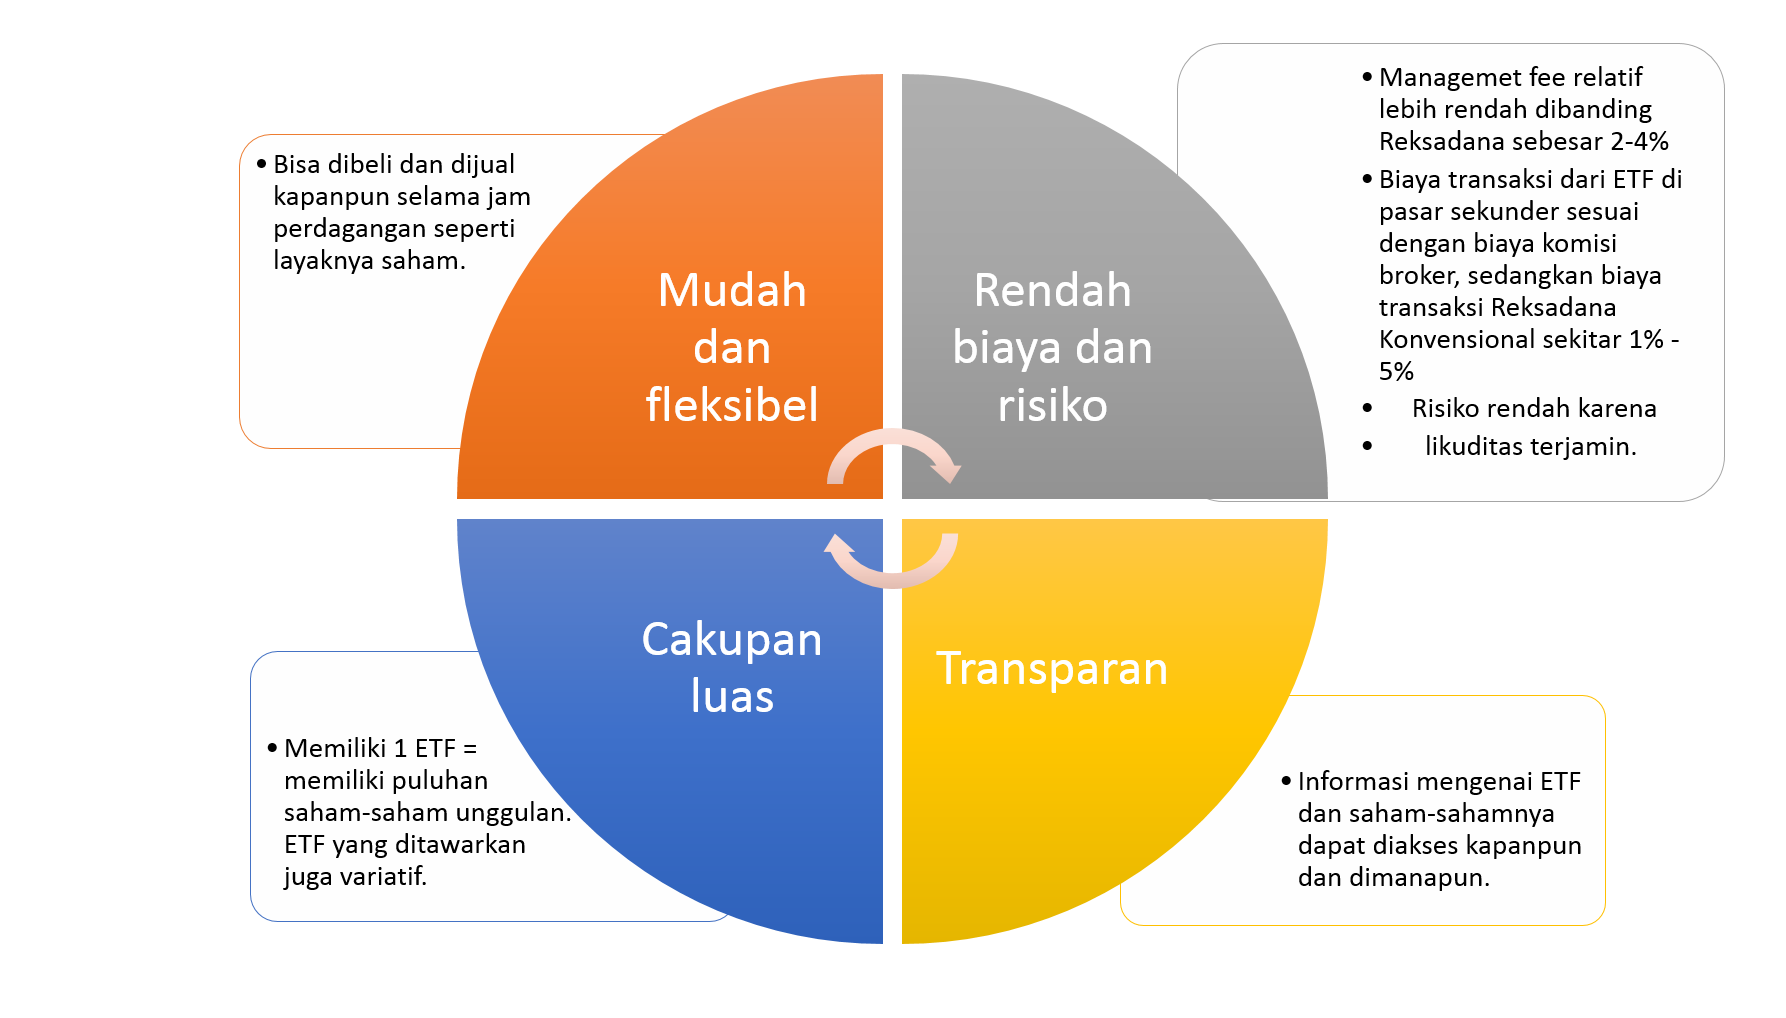 • Bisa dibeli dan dijual
kapanpun selama jam
perdagangan seperti
layaknya saham.
Mudah
dan
fleksibel
Rendah
biaya dan
risiko
• Managemet fee relatif
lebih rendah dibanding
Reksadana sebesar 2-4%
• Biaya transaksi dari ETF di
pasar sekunder sesuai
dengan biaya komisi
broker, sedangkan biaya
transaksi Reksadana
Konvensional sekitar 1% -
5%
• Risiko rendah karena
• likuditas terjamin.
Cakupan
luas
• Memiliki 1 ETF =
memiliki puluhan
saham-saham unggulan.
ETF yang ditawarkan
juga variatif.
Transparan
• Informasi mengenai ETF
dan saham-sahamnya
dapat diakses kapanpun
dan dimanapun.